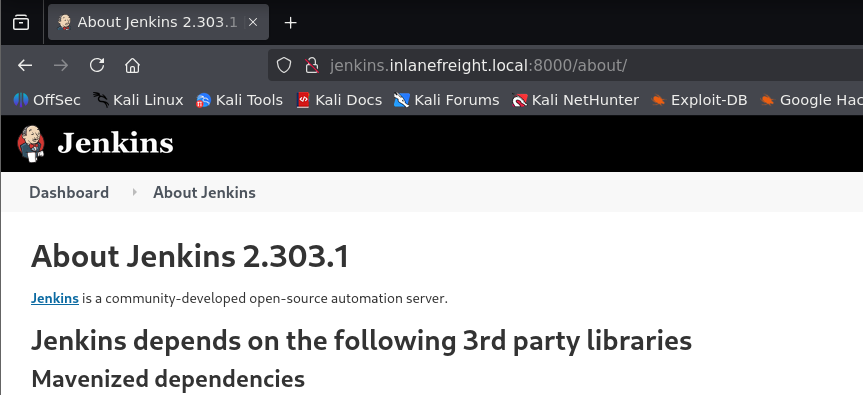 About Jenkins 2.303.1
jenkins.inlanefreight.local:8000/about/
OffSec Kali Linux Kali Tools Kali Docs Kali Forums Kali NetHunter Exploit-DB Google Hac
Jenkins
Dashboard About Jenkins
About Jenkins 2.303.1
Jenkins is a community-developed open-source automation server.
Jenkins depends on the following 3rd party libraries
Mavenized dependencies